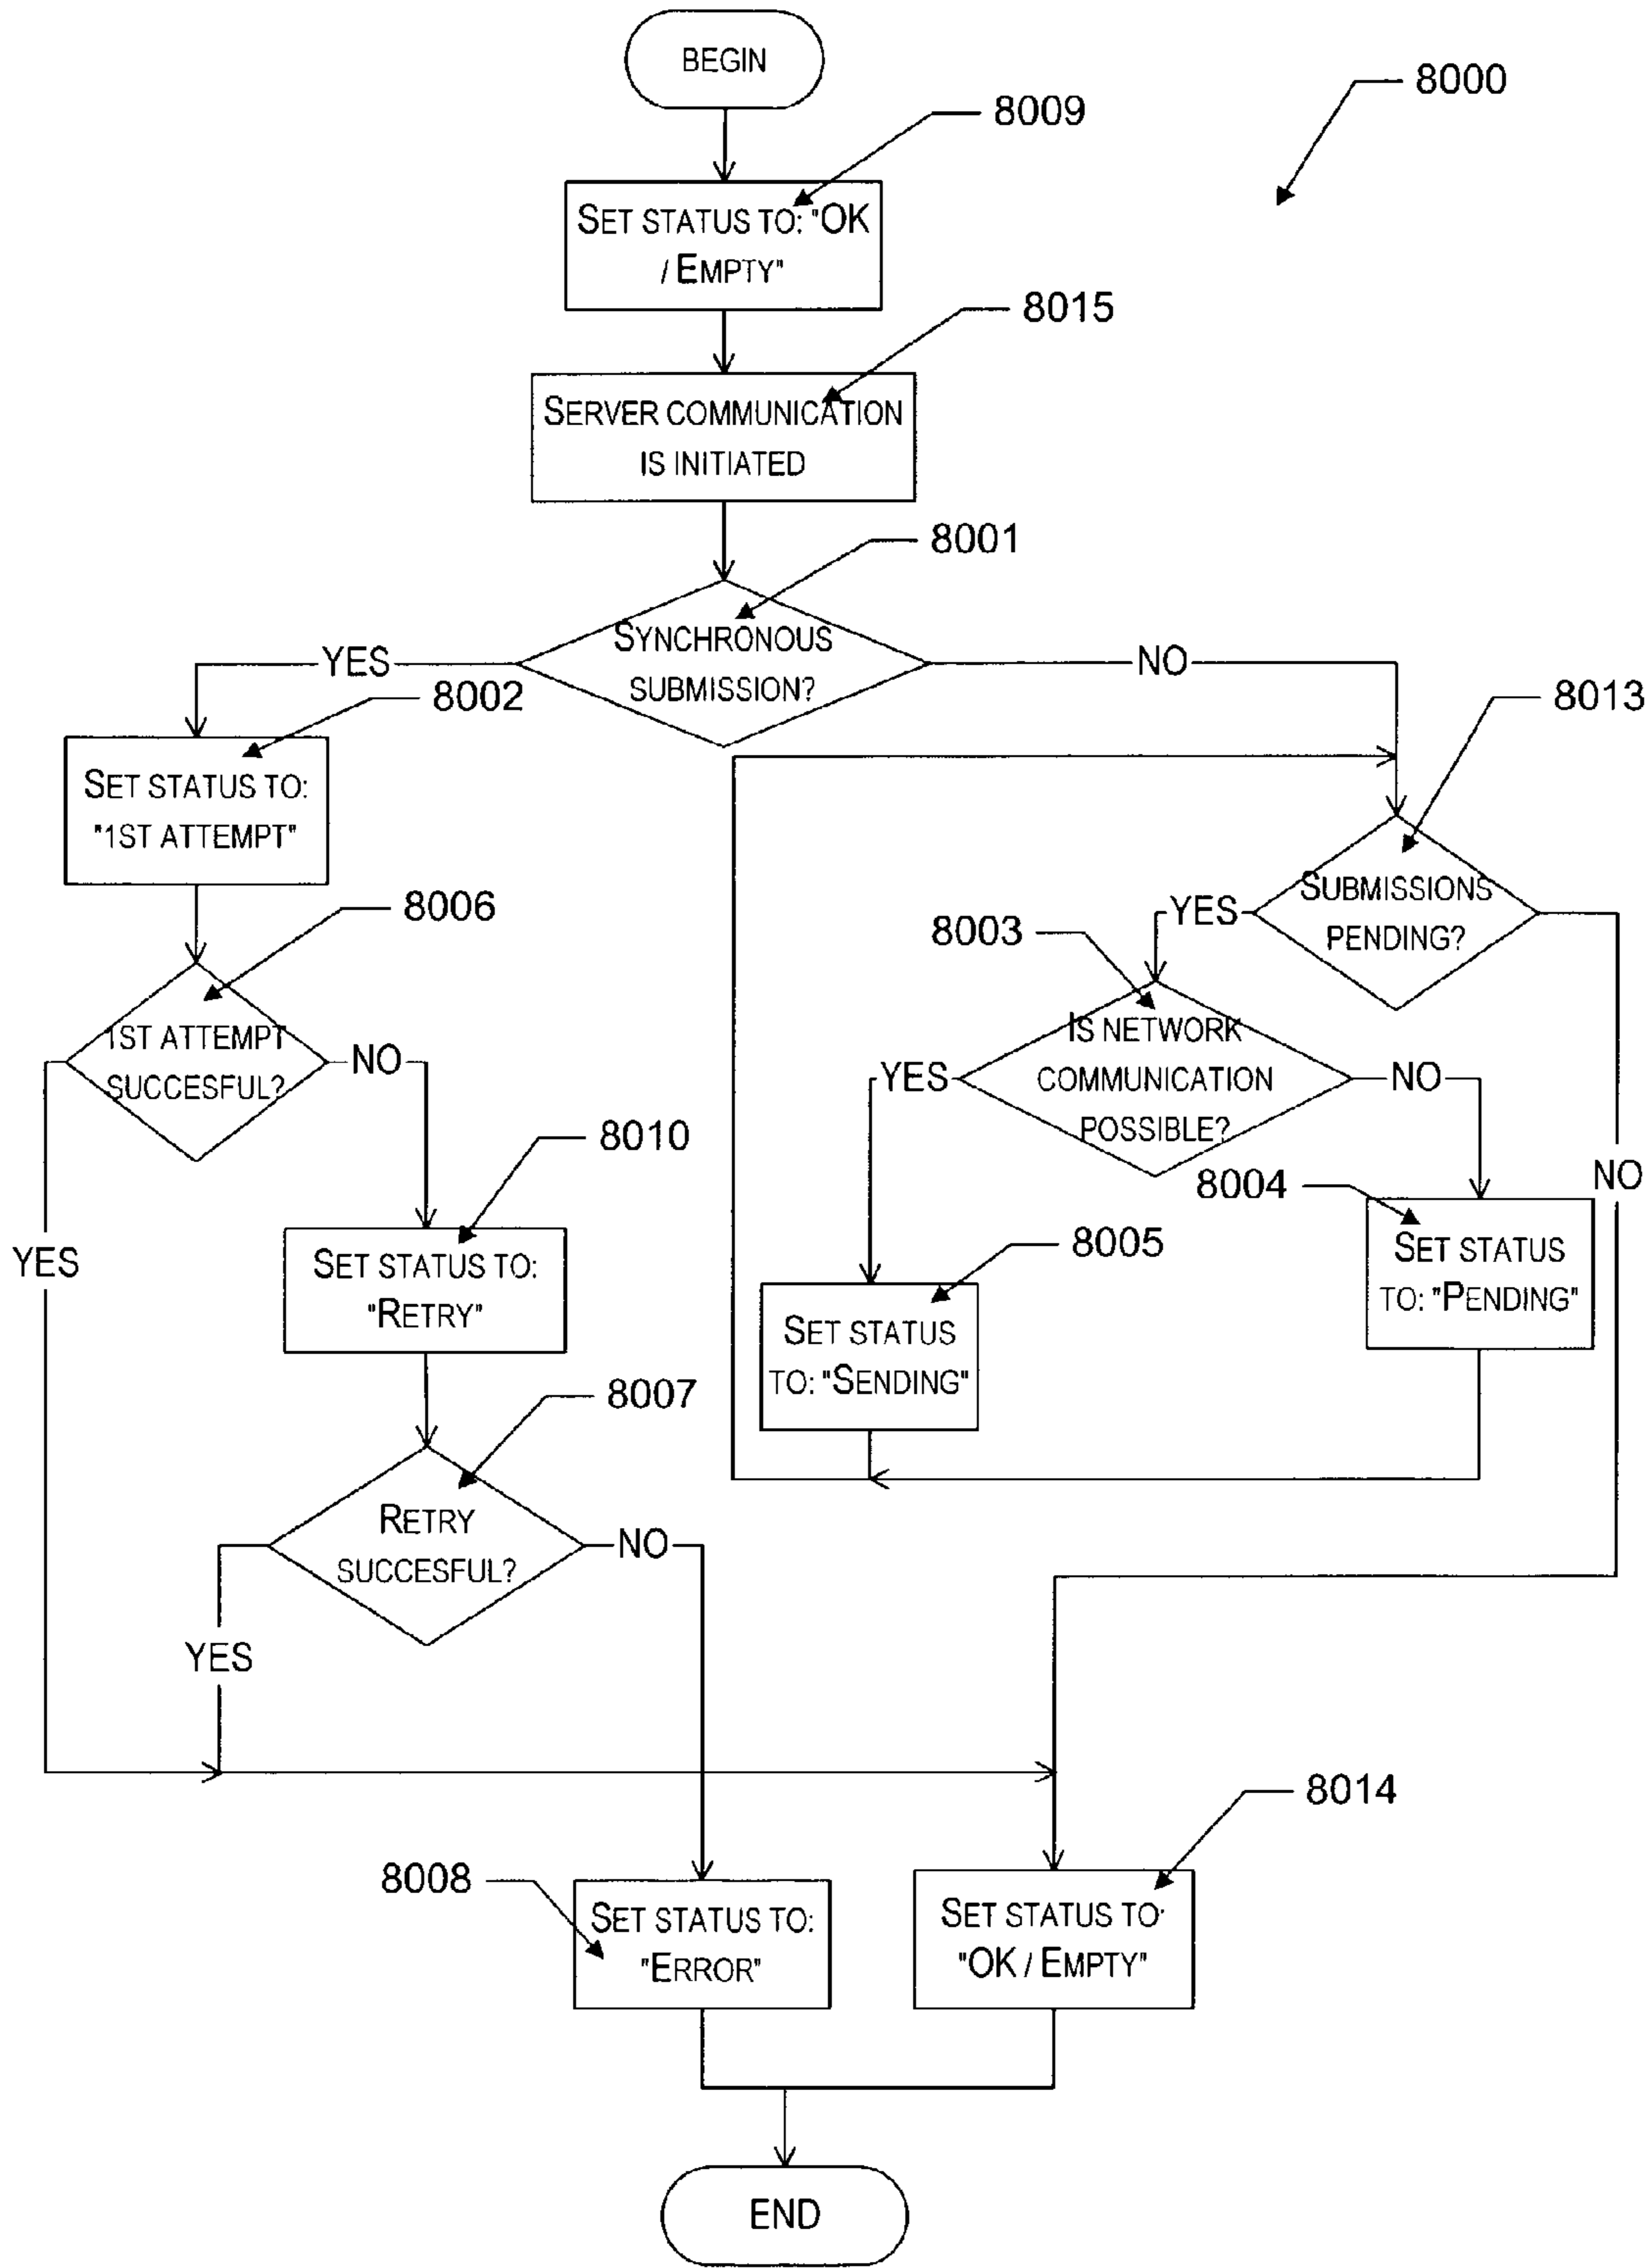 BEGIN
8000
8009
SET STATUS TO: "OK
/ EMPTY"
8015
SERVER COMMUNICATION
IS INITIATED
8001
SYNCHRONOUS
SUBMISSION?
YES
NO
8002
8013
SET STATUS TO:
"1ST ATTEMPT"
SUBMISSIONS
PENDING?
YES
8006
8003
1ST ATTEMPT
SUCCESFUL?
NO
IS NETWORK
COMMUNICATION
POSSIBLE?
YES
NO
8010
8004
NO
YES
SET STATUS TO:
"RETRY"
8005
SET STATUS
TO: "PENDING"
SET STATUS
TO: "SENDING"
8007
RETRY
SUCCESFUL?
NO
YES
8014
8008
SET STATUS TO:
"ERROR"
SET STATUS TO:
"OK / EMPTY"
END